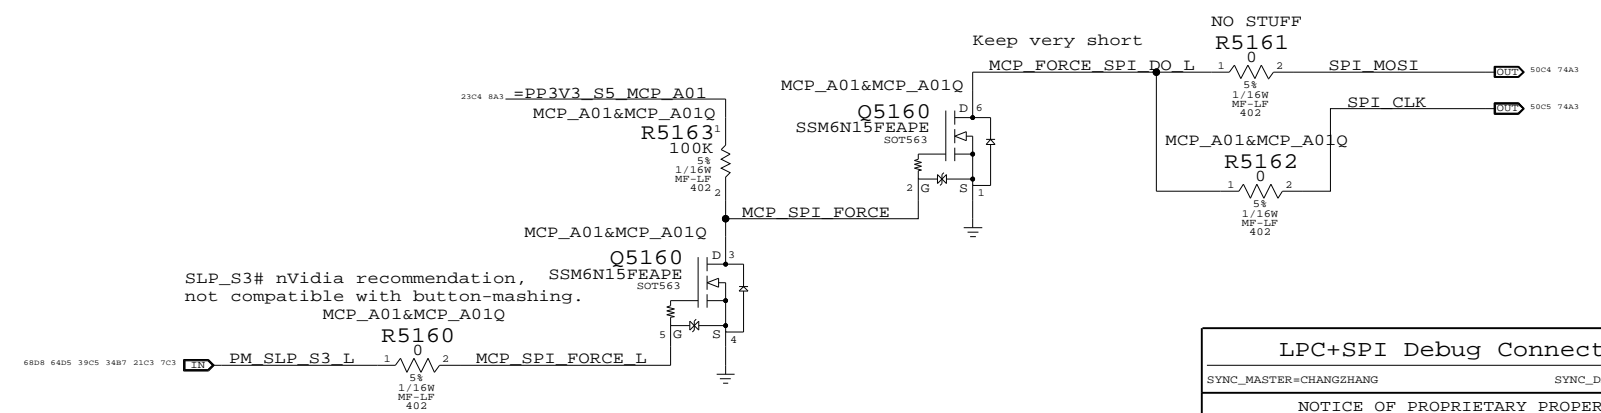 NO STUFF
Keep very short
R5161
0
MCP_FORCE_SPI_DO_L
1
2
SPI_MOSI
OUT
50C4 74A3
5%
1/16W
MF-LF
402
MCP_A01&MCP_A01Q
D
6
23C4 8A3
=PP3V3_S5_MCP_A01
Q5160
SPI_CLK
OUT
50C5 74A3
MCP_A01&MCP_A01Q
SSM6N15FEAPE
SOT563
R5163
1
100K
5%
1/16W
MF-LF
402
2
MCP_A01&MCP_A01Q
R5162
0
1
2
5%
1/16W
MF-LF
402
2
G
S
1
MCP_SPI_FORCE
MCP_A01&MCP_A01Q
Q5160
D
3
SSM6N15FEAPE
SOT563
SLP_S3# nVidia recommendation,
not compatible with button-mashing.
MCP_A01&MCP_A01Q
R5160
0
5
G
S
4
68D8 64D5 39C5 34B7 21C3 7C3
IN
PM_SLP_S3_L
1
2
MCP_SPI_FORCE_L
5%
1/16W
MF-LF
402
LPC+SPI Debug Connect
SYNC_MASTER=CHANGZHANG
SYNC_D
NOTICE OF PROPRIETARY PROPER